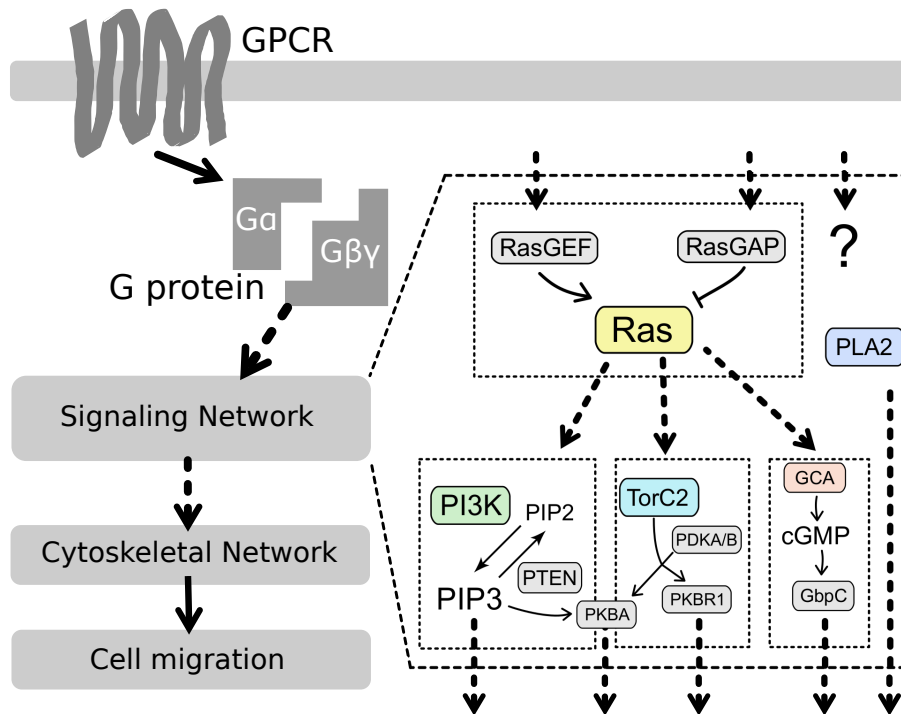 GPCR
Gα
Gβγ
G protein
Signaling Network
Cytoskeletal Network
Cell migration
RasGEF
RasGAP
?
Ras
PLA2
PI3K
PIP2
PTEN
PIP3
PKBA
TorC2
PDKA/B
PKBR1
GCA
cGMP
GbpC